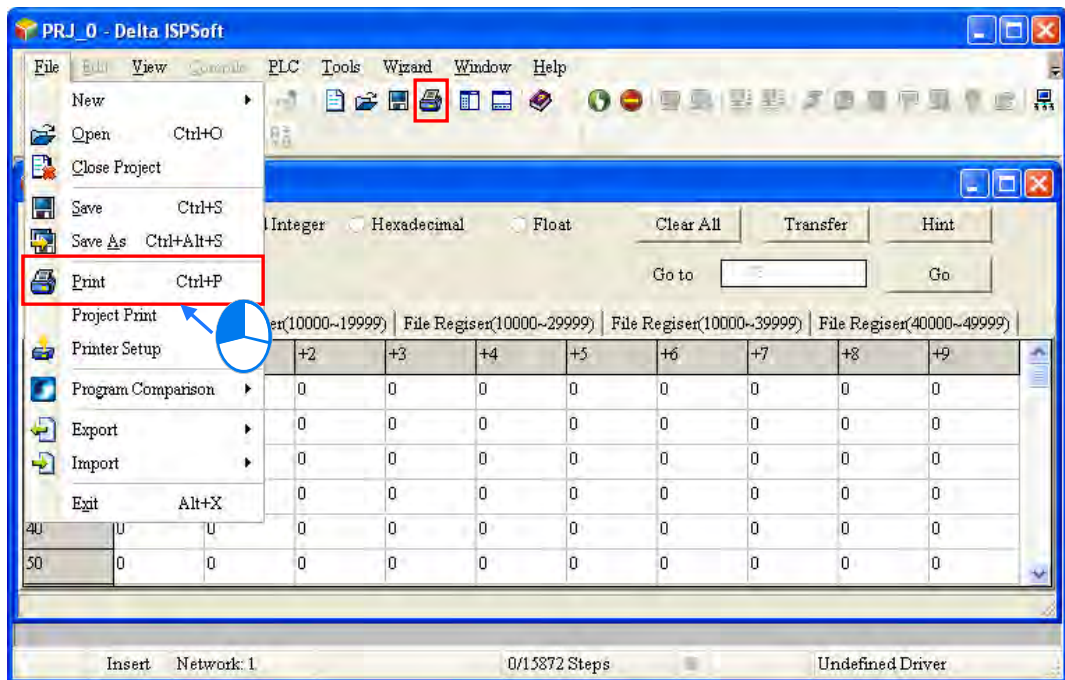 PRJ_0 - Delta ISPSoft
File Edit View Compile PLC Tools Wizard Window Help
New
Open Ctrl+O
Close Project
Save Ctrl+S
Save As Ctrl+Alt+S
Print Ctrl+P
Project Print
Printer Setup
Program Comparison
Export
Import
Exit Alt+X
Integer Hexadecimal Float Clear All Transfer Hint
Go to Go
er(10000~19999) File Regiser(10000~29999) File Regiser(10000~39999) File Regiser(40000~49999)
+2 +3 +4 +5 +6 +7 +8 +9
0 0 0 0 0 0 0 0
0 0 0 0 0 0 0 0
0 0 0 0 0 0 0 0
0 0 0 0 0 0 0 0
40 0 0 0 0 0 0 0 0 0 0
50 0 0 0 0 0 0 0 0 0 0
Insert Network: 1 0/15872 Steps Undefined Driver